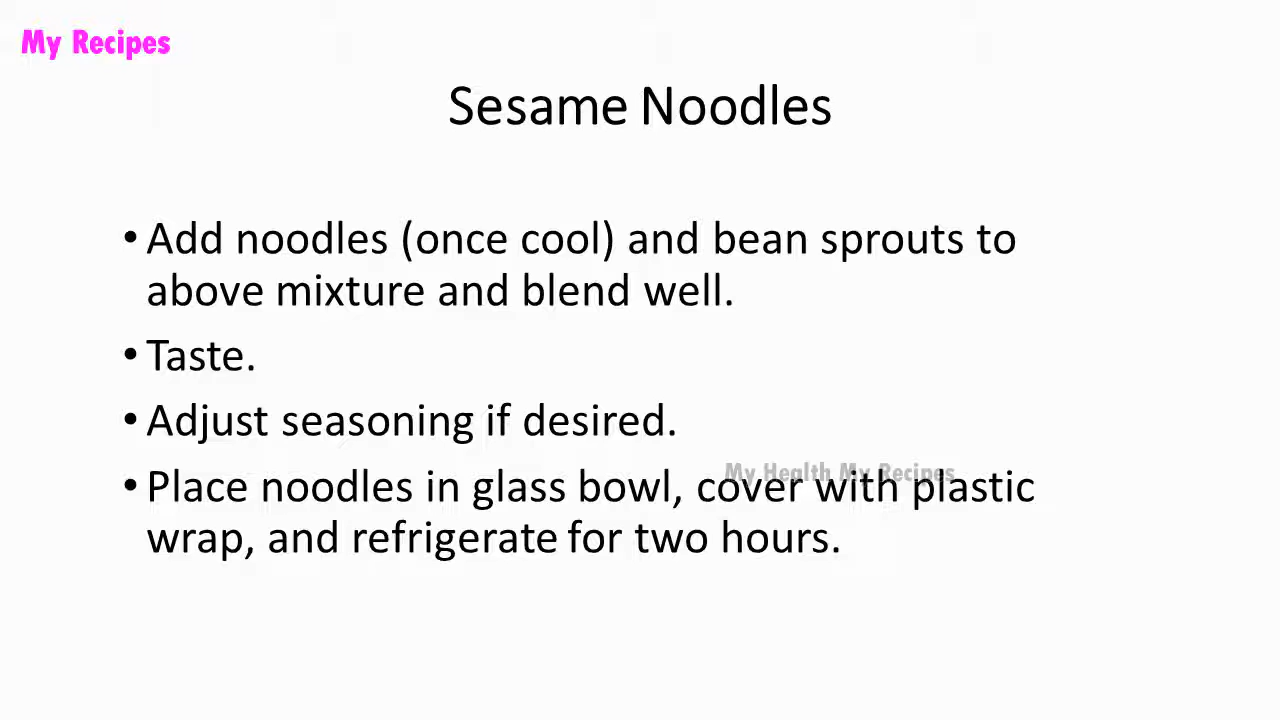 My Recipes
Sesame Noodles
• Add noodles (once cool) and bean sprouts to
above mixture and blend well.
• Taste.
• Adjust seasoning if desired.
My Health My Recipes
• Place noodles in glass bowl, cover with plastic
wrap, and refrigerate for two hours.